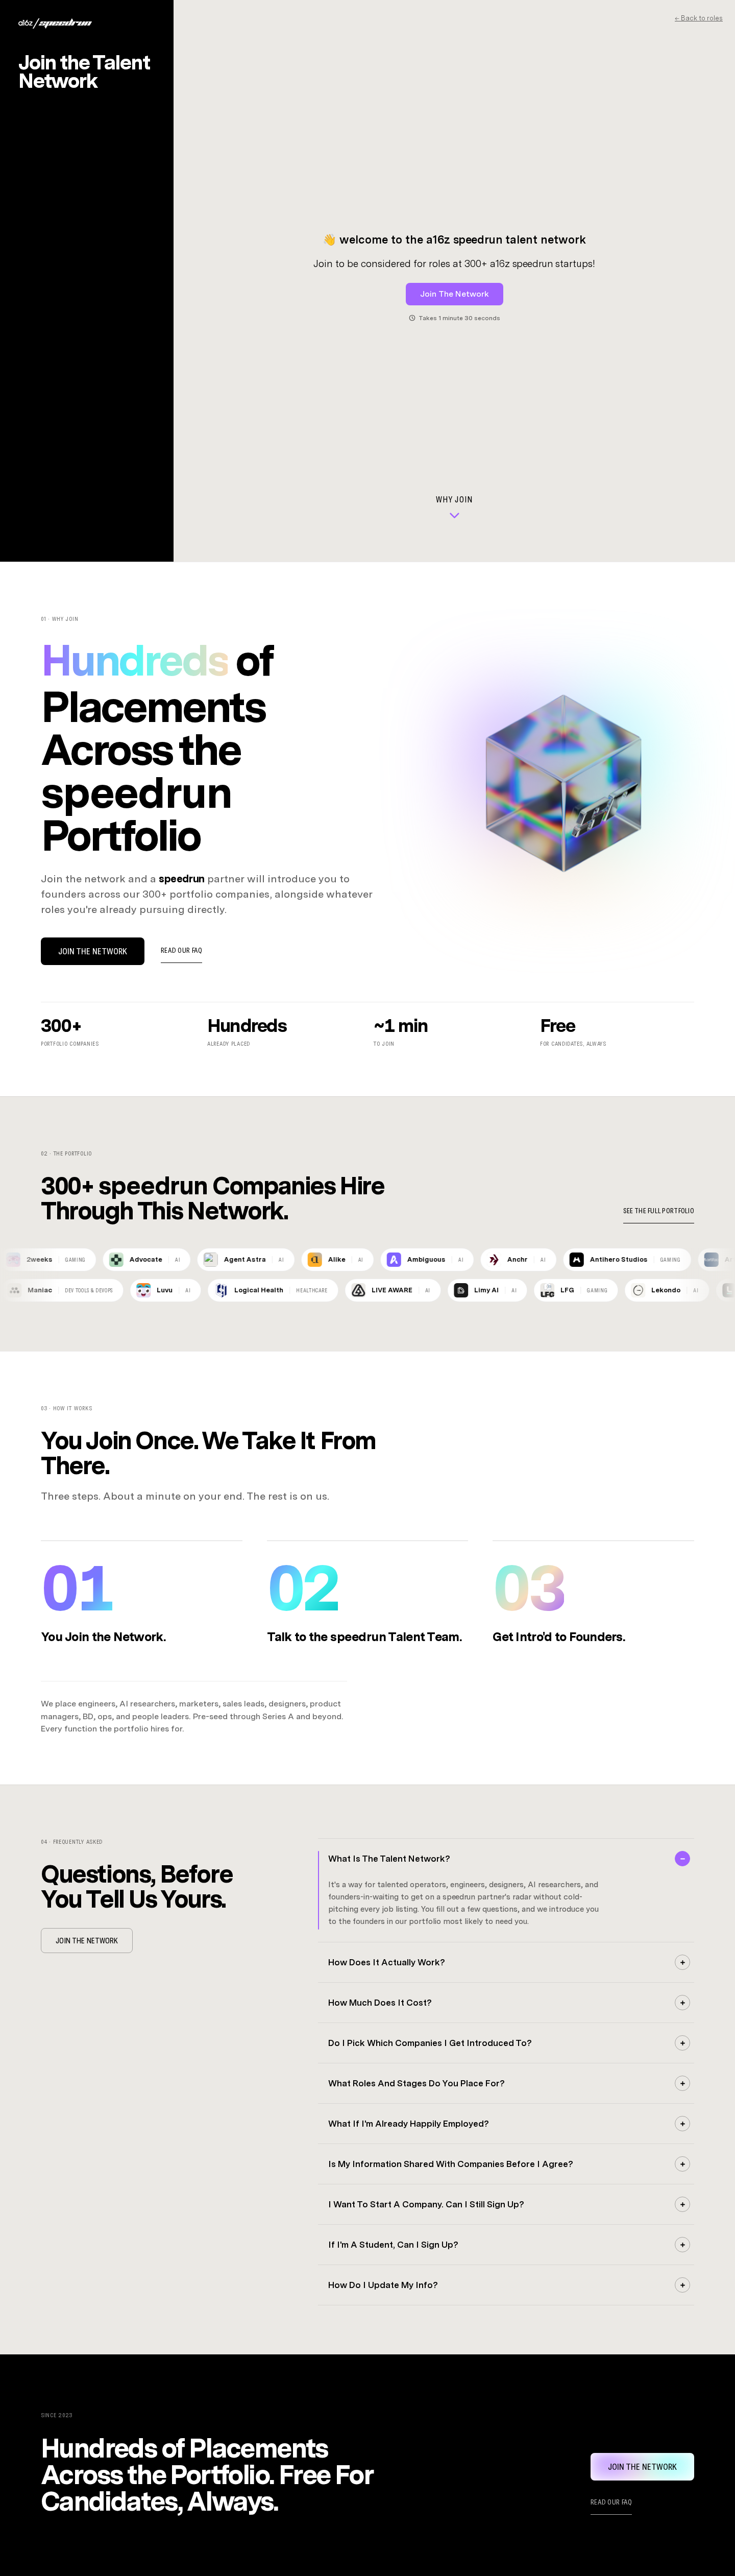 a16z/speedrun
← Back to roles
Join the Talent
Network
👋 welcome to the a16z speedrun talent network
Join to be considered for roles at 300+ a16z speedrun startups!
Join The Network
Takes 1 minute 30 seconds
WHY JOIN
01 · WHY JOIN
Hundreds of
Placements
Across the
speedrun
Portfolio
Join the network and a speedrun partner will introduce you to
founders across our 300+ portfolio companies, alongside whatever
roles you're already pursuing directly.
JOIN THE NETWORK
READ OUR FAQ
300+
PORTFOLIO COMPANIES
Hundreds
ALREADY PLACED
~1 min
TO JOIN
Free
FOR CANDIDATES, ALWAYS
02 · THE PORTFOLIO
300+ speedrun Companies Hire
Through This Network.
SEE THE FULL PORTFOLIO
2weeks GAMING
Advocate AI
Agent Astra AI
Alike AI
Ambiguous AI
Anchr AI
Antihero Studios GAMING
Maniac DEV TOOLS & DEVOPS
Luvu AI
Logical Health HEALTHCARE
LIVE AWARE AI
Limy AI AI
LFG LFG GAMING
Lekondo AI
03 · HOW IT WORKS
You Join Once. We Take It From
There.
Three steps. About a minute on your end. The rest is on us.
01
You Join the Network.
02
Talk to the speedrun Talent Team.
03
Get Intro'd to Founders.
We place engineers, AI researchers, marketers, sales leads, designers, product
managers, BD, ops, and people leaders. Pre-seed through Series A and beyond.
Every function the portfolio hires for.
04 · FREQUENTLY ASKED
Questions, Before
You Tell Us Yours.
JOIN THE NETWORK
What Is The Talent Network?
It's a way for talented operators, engineers, designers, AI researchers, and
founders-in-waiting to get on a speedrun partner's radar without cold-
pitching every job listing. You fill out a few questions, and we introduce you
to the founders in our portfolio most likely to need you.
How Does It Actually Work?
How Much Does It Cost?
Do I Pick Which Companies I Get Introduced To?
What Roles And Stages Do You Place For?
What If I'm Already Happily Employed?
Is My Information Shared With Companies Before I Agree?
I Want To Start A Company. Can I Still Sign Up?
If I'm A Student, Can I Sign Up?
How Do I Update My Info?
SINCE 2023
Hundreds of Placements
Across the Portfolio. Free For
Candidates, Always.
JOIN THE NETWORK
READ OUR FAQ